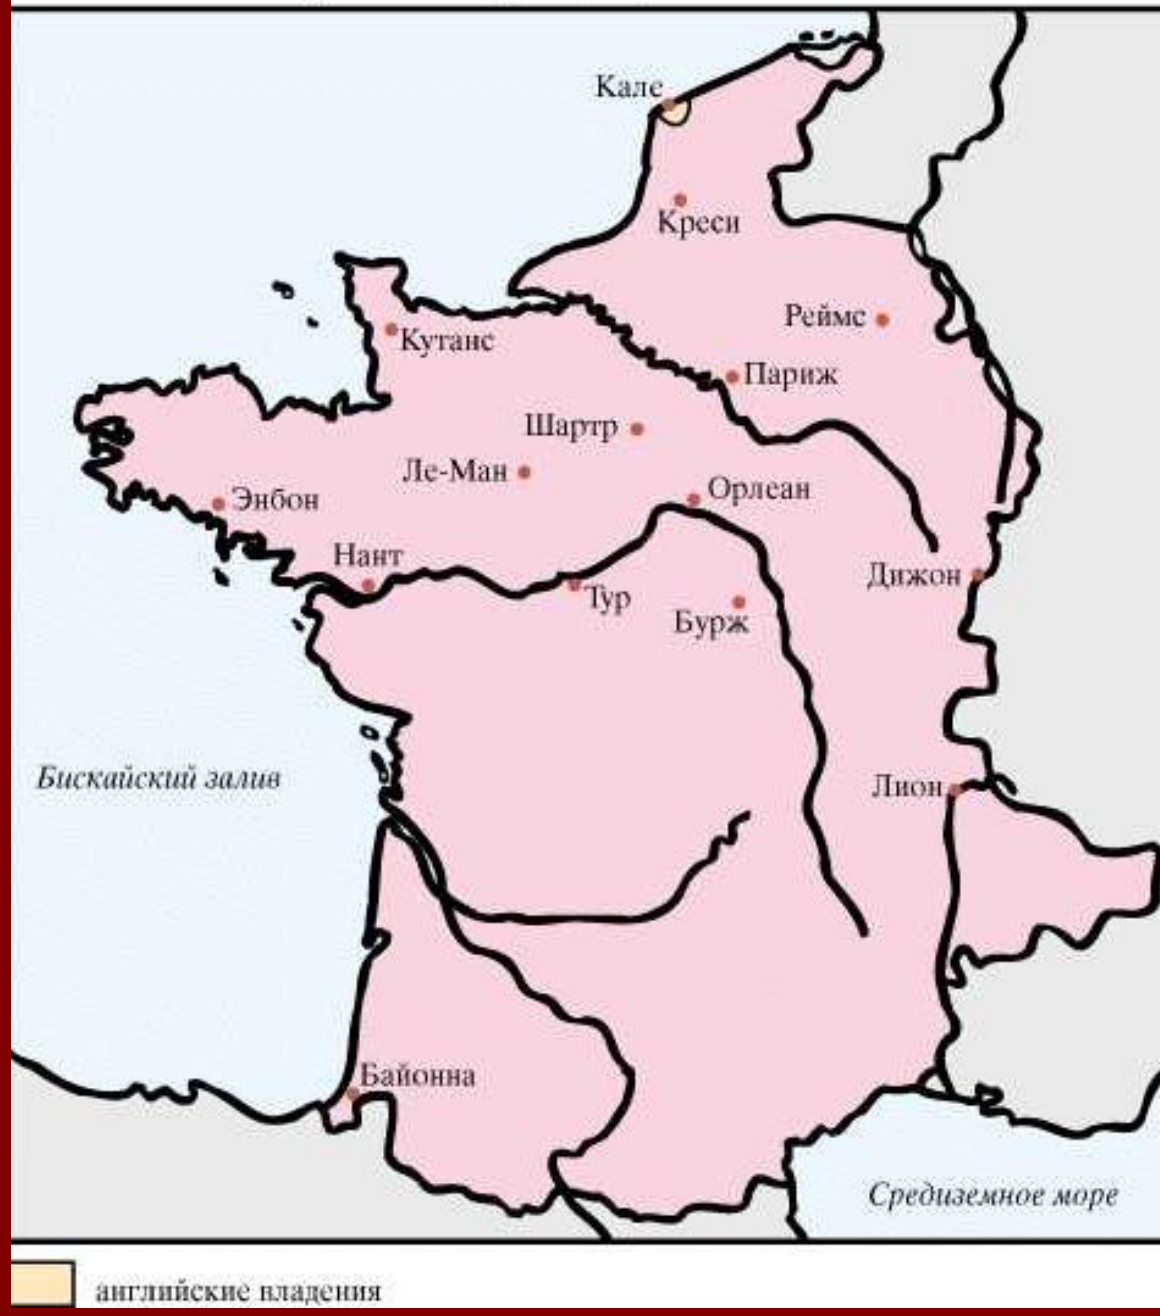 Кале
Креси
Реймс
Кутанс
Париж
Шартр
Ле-Ман
Орлеан
Энбон
Нант
Дижон
Тур
Бурж
Бискайский залив
Лион
Байонна
Средиземное море
английские владения